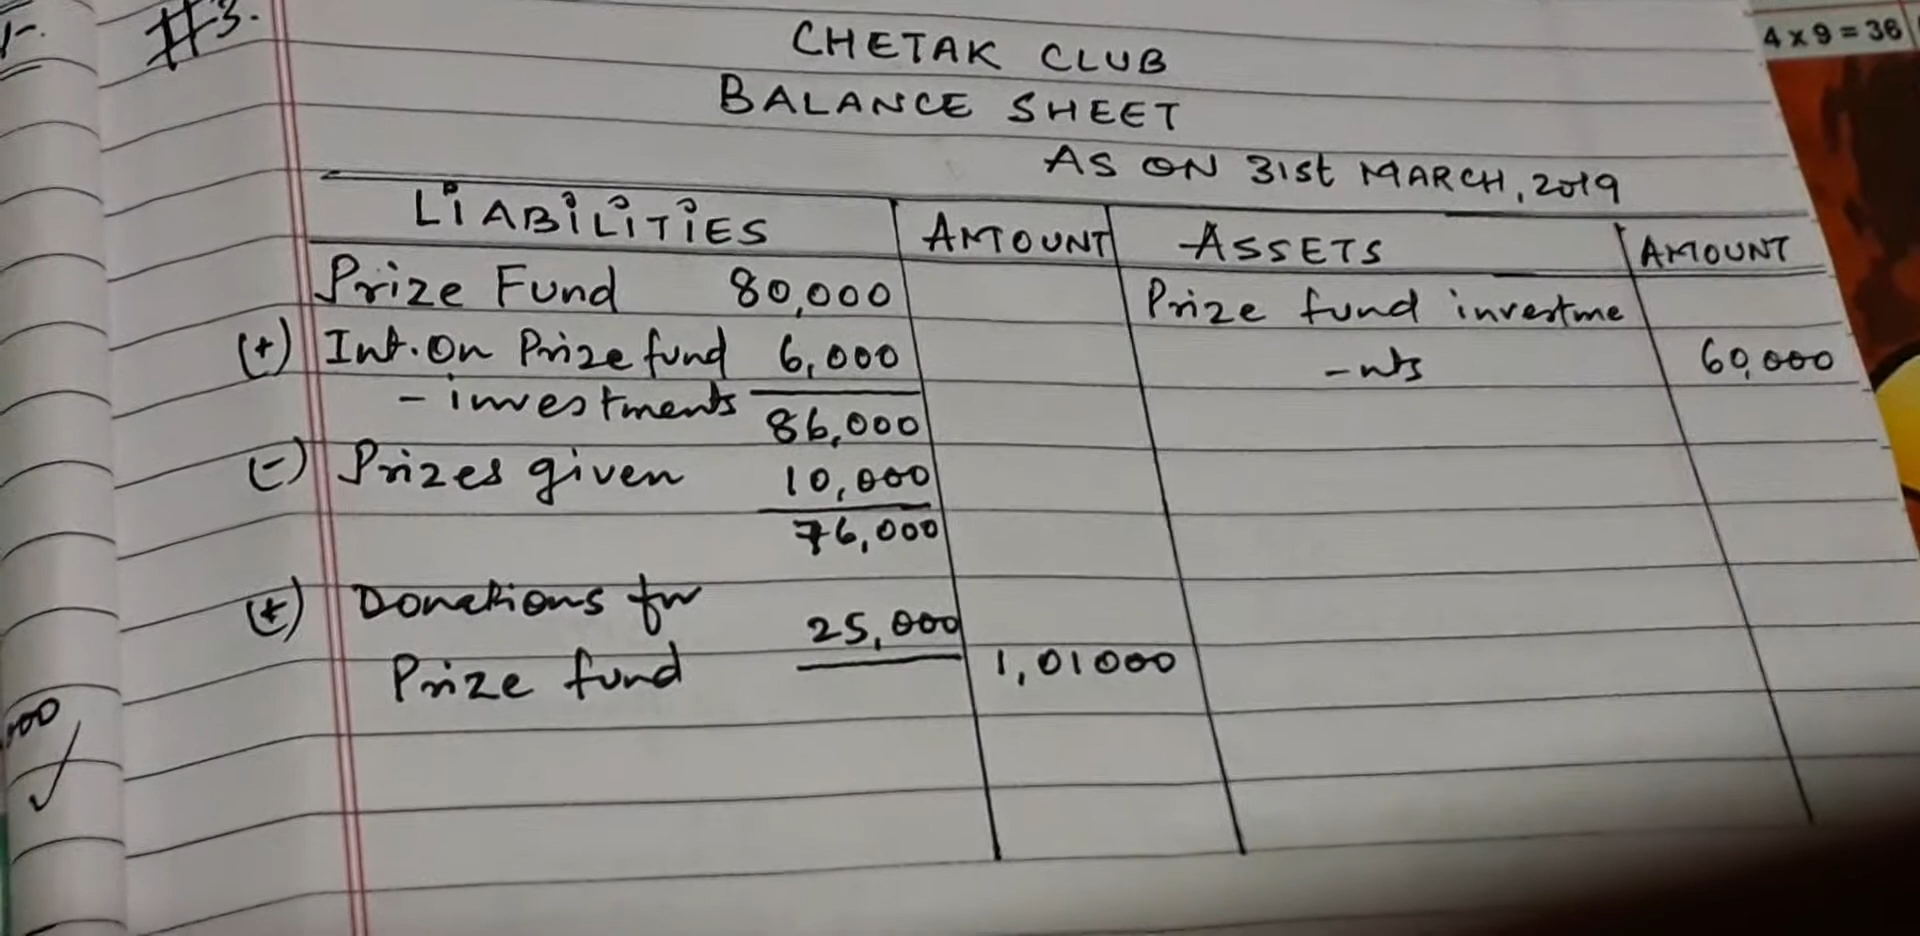 #3.
4 x 9 = 36
CHETAK CLUB
BALANCE SHEET
AS ON 31st MARCH, 2019
LIABILITIES AMOUNT ASSETS AMOUNT
Prize Fund 80,000 Prize fund investme
(+) Int. On Prize fund 6,000 -nts 60,000
- investments 86,000
(-) Prizes given 10,000
76,000
(+) Donations for
Prize fund 25,000 1,01000